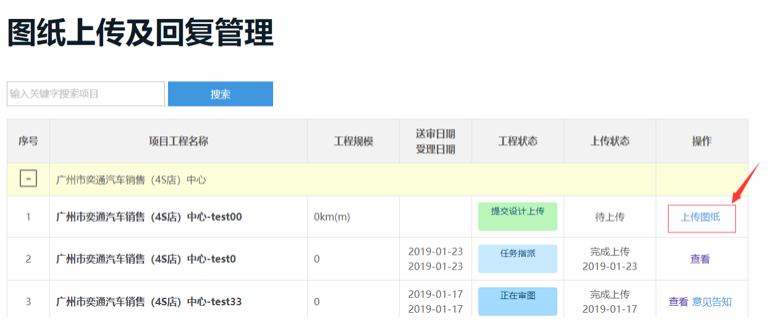 图纸上传及回复管理
输入关键字搜索项目 搜索
序号 项目工程名称 工程规模 送审日期 受理日期 工程状态 上传状态 操作
- 广州市奕通汽车销售（4S店）中心
1 广州市奕通汽车销售（4S店）中心-test00 0km(m) 提交设计上传 待上传 上传图纸
2 广州市奕通汽车销售（4S店）中心-test0 0 2019-01-23 2019-01-23 任务指派 完成上传 2019-01-23 查看
3 广州市奕通汽车销售（4S店）中心-test33 0 2019-01-17 2019-01-17 正在审图 完成上传 2019-01-17 查看 意见告知